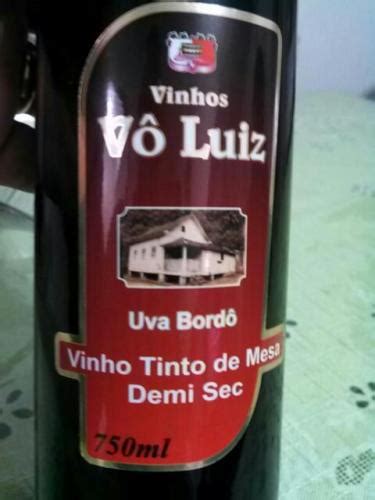 Vinhos
Vô Luiz
Uva Bordô
Vinho Tinto de Mesa
Demi Sec
750ml